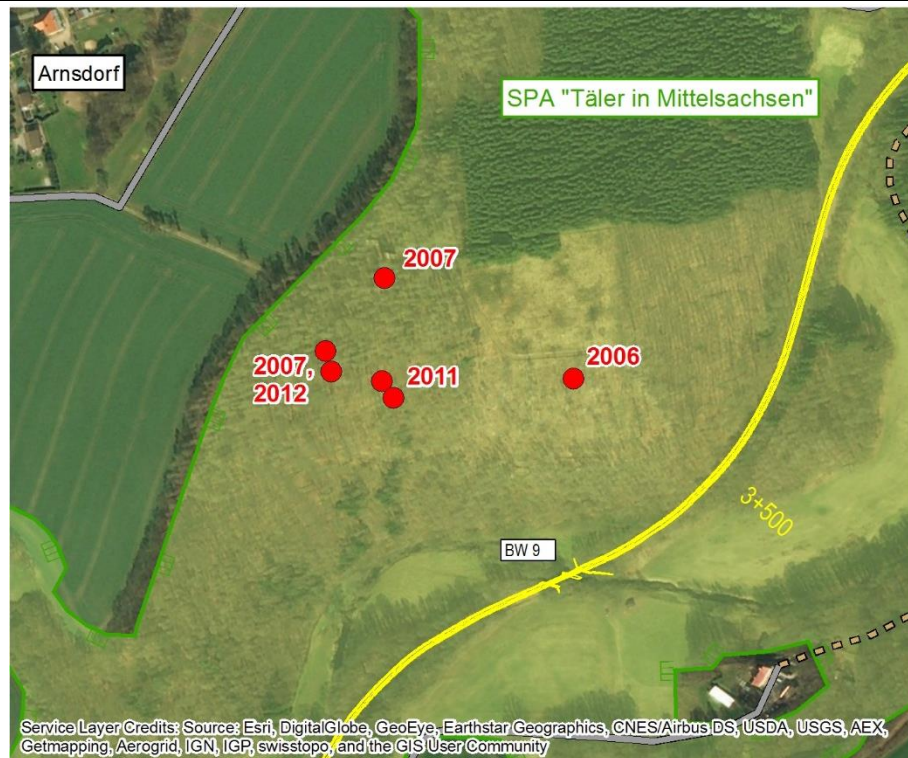 Arnsdorf
SPA "Täler in Mittelsachsen"
2007
2007,
2012
2011
2006
3+500
BW 9
Service Layer Credits: Source: Esri, DigitalGlobe, GeoEye, Earthstar Geographics, CNES/Airbus DS, USDA, USGS, AEX,
Getmapping, Aerogrid, IGN, IGP, swisstopo, and the GIS User Community